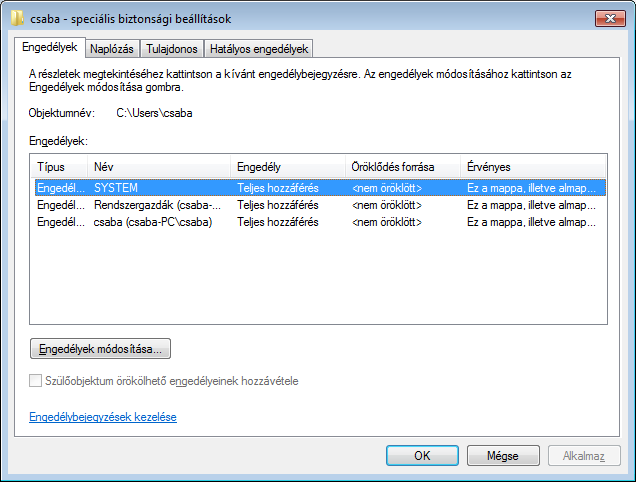 csaba - speciális biztonsági beállítások
Engedélyek Naplózás Tulajdonos Hatályos engedélyek
A részletek megtekintéséhez kattintson a kívánt engedélybejegyzésre. Az engedélyek módosításához kattintson az
Engedélyek módosítása gombra.
Objektumnév: C:\Users\csaba
Engedélyek:
Típus Név Engedély Öröklődés forrása Érvényes
Engedél... SYSTEM Teljes hozzáférés <nem öröklött> Ez a mappa, illetve almap...
Engedél... Rendszergazdák (csaba-... Teljes hozzáférés <nem öröklött> Ez a mappa, illetve almap...
Engedél... csaba (csaba-PC\csaba) Teljes hozzáférés <nem öröklött> Ez a mappa, illetve almap...
Engedélyek módosítása...
Szülőobjektum örökölhető engedélyeinek hozzávétele
Engedélybejegyzések kezelése
OK Mégse Alkalmaz